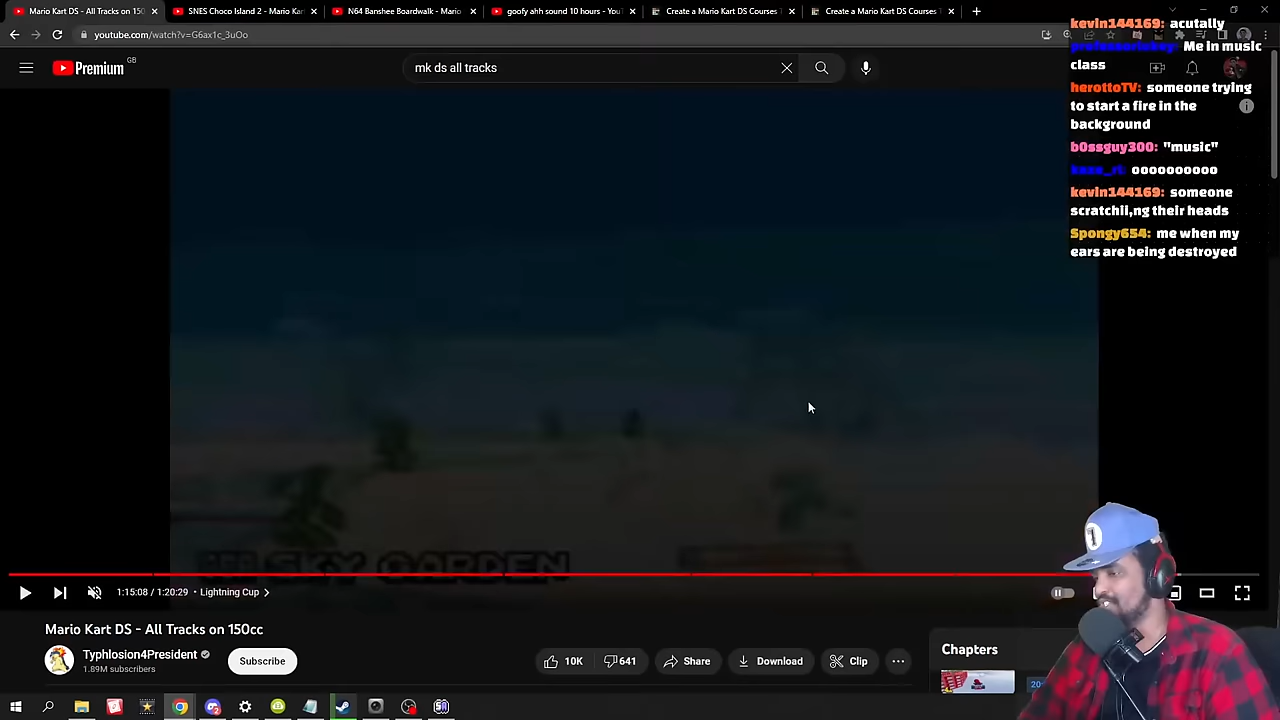 Mario Kart DS - All Tracks on 150
SNES Choco Island 2 - Mario Kar
N64 Banshee Boardwalk - Mario
goofy ahh sound 10 hours - YouT
Create a Mario Kart DS Courses
Create a Mario Kart DS Courses T
youtube.com/watch?v=G6ax1c_3uOo
Premium GB
mk ds all tracks
kevin144169: acutally
Me in music
class
herottoTV: someone trying
to start a fire in the
background
b0ssguy300: "music"
oooooooooo
kevin144169: someone
scratchii,ng their heads
Spongy654: me when my
ears are being destroyed
SKY GARDEN
1:15:08 / 1:20:29 • Lightning Cup
Mario Kart DS - All Tracks on 150cc
Typhlosion4President
1.89M subscribers
Subscribe
10K
641
Share
Download
Clip
Chapters
20